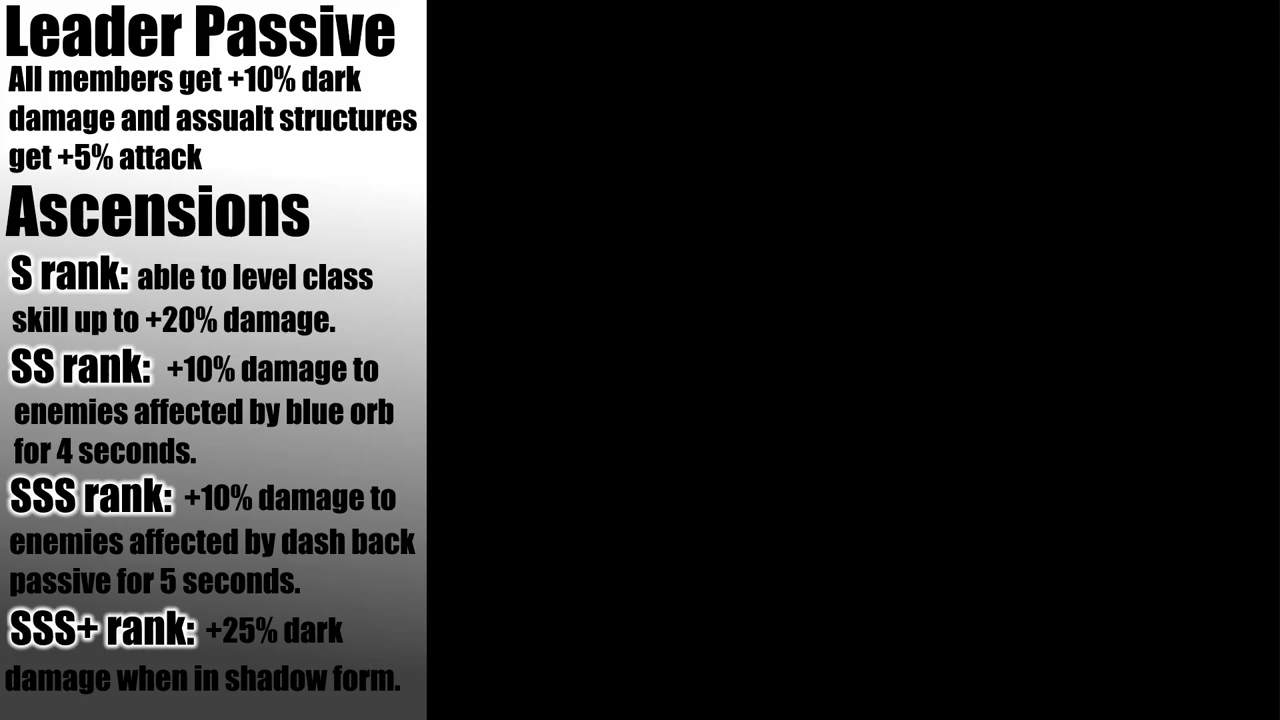 Leader Passive
All members get +10% dark
damage and assualt structures
get +5% attack
Ascensions
S rank: able to level class
skill up to +20% damage.
SS rank: +10% damage to
enemies affected by blue orb
for 4 seconds.
SSS rank: +10% damage to
enemies affected by dash back
passive for 5 seconds.
SSS+ rank: +25% dark
damage when in shadow form.